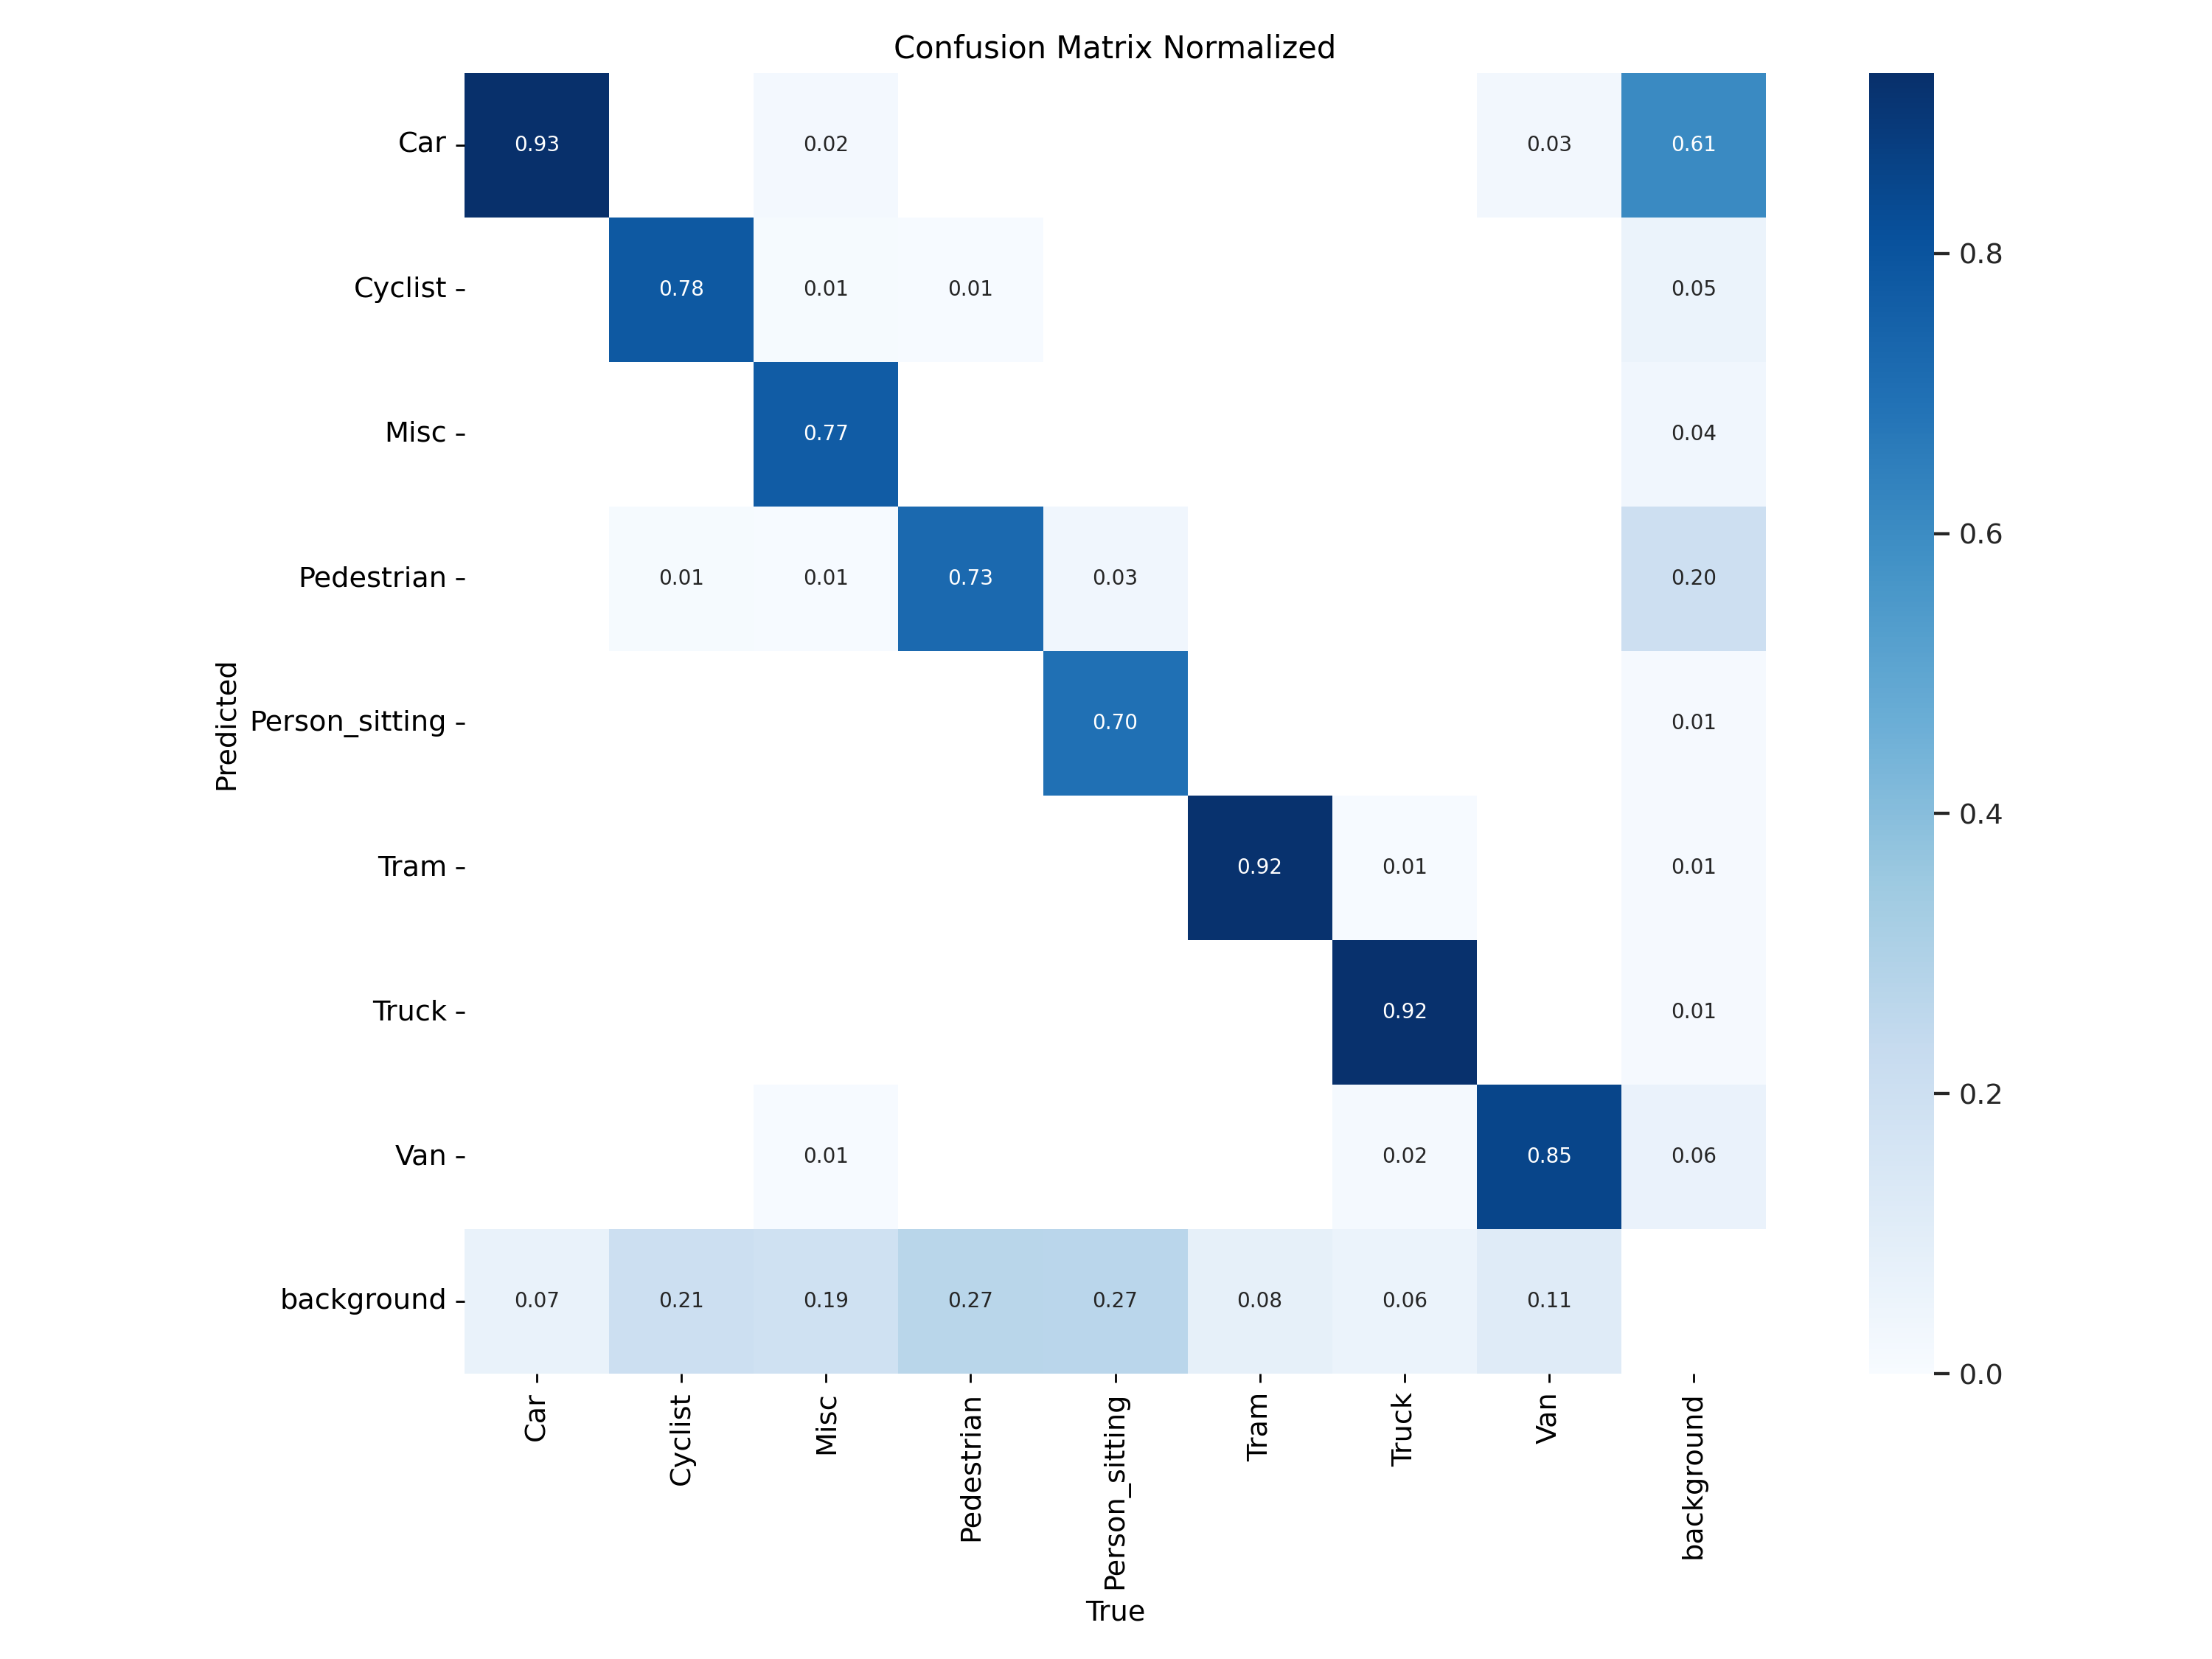 Confusion Matrix Normalized
Car 0.93 0.02 0.03 0.61
Cyclist 0.78 0.01 0.01 0.05
Misc 0.77 0.04
Pedestrian 0.01 0.01 0.73 0.03 0.20
Person_sitting 0.70 0.01
Tram 0.92 0.01 0.01
Truck 0.92 0.01
Van 0.01 0.02 0.85 0.06
background 0.07 0.21 0.19 0.27 0.27 0.08 0.06 0.11
Predicted
Car Cyclist Misc Pedestrian Person_sitting Tram Truck Van background
True
0.8
0.6
0.4
0.2
0.0